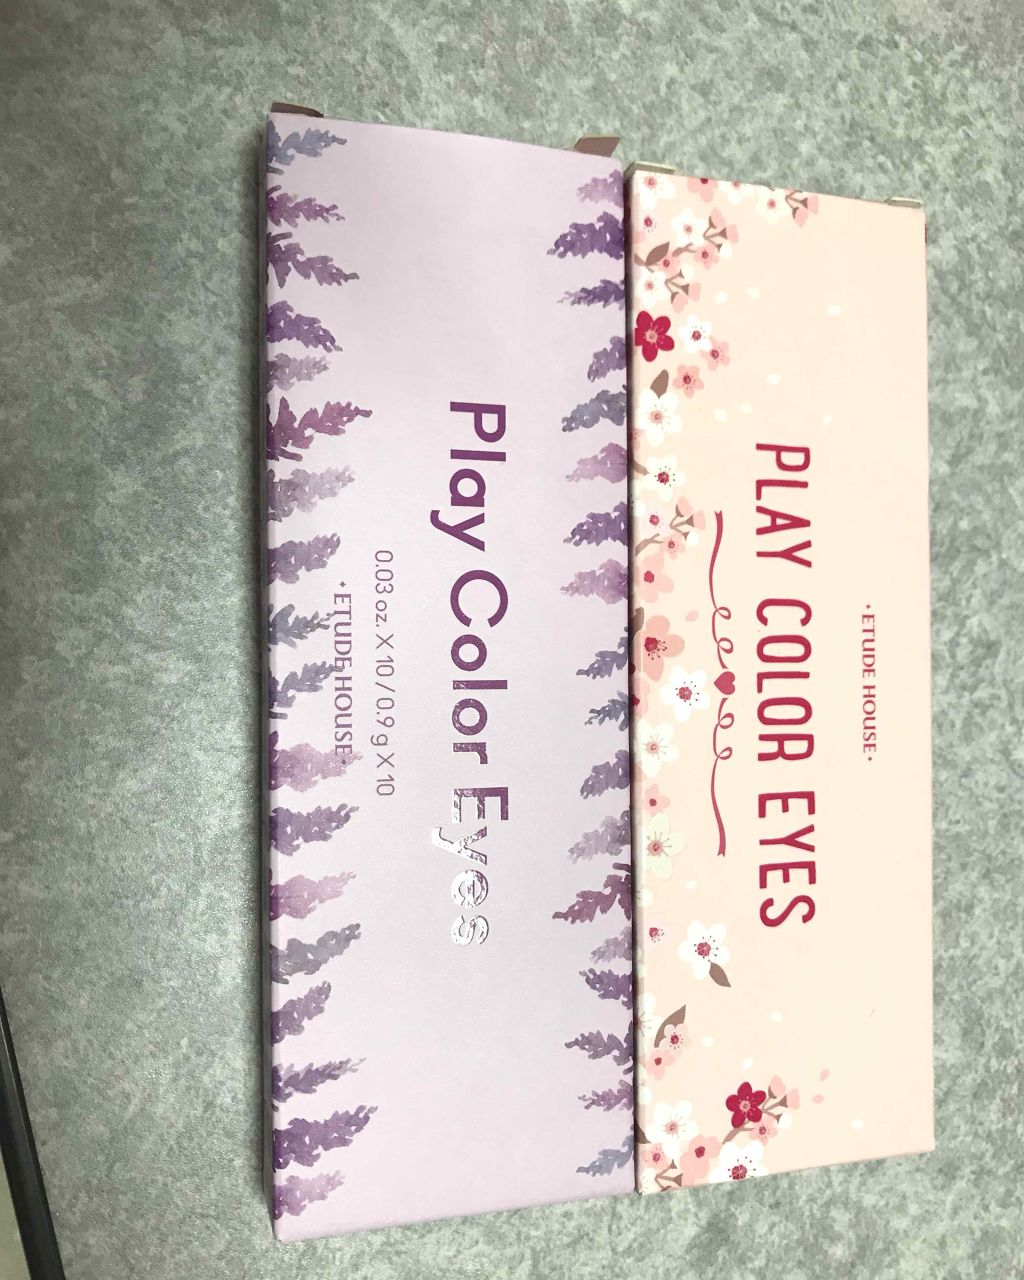 Play Color Eyes
0.03 oz. X 10 / 0.9 g X 10
ETUDE HOUSE
ETUDE HOUSE
PLAY COLOR EYES